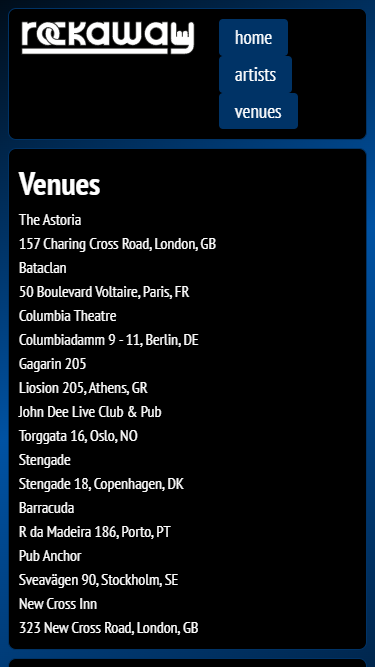 rockaway
home
artists
venues
Venues
The Astoria
157 Charing Cross Road, London, GB
Bataclan
50 Boulevard Voltaire, Paris, FR
Columbia Theatre
Columbiadamm 9 - 11, Berlin, DE
Gagarin 205
Liosion 205, Athens, GR
John Dee Live Club & Pub
Torggata 16, Oslo, NO
Stengade
Stengade 18, Copenhagen, DK
Barracuda
R da Madeira 186, Porto, PT
Pub Anchor
Sveavägen 90, Stockholm, SE
New Cross Inn
323 New Cross Road, London, GB